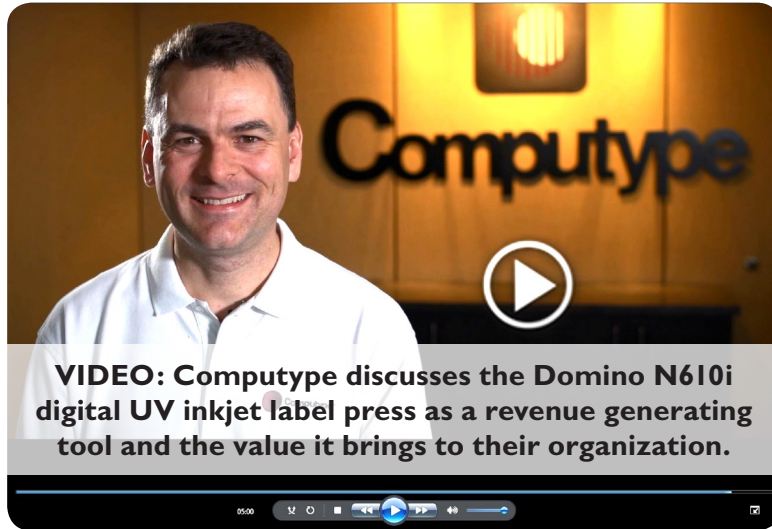 Computype
VIDEO: Computype discusses the Domino N610i
digital UV inkjet label press as a revenue generating
tool and the value it brings to their organization.
05:00